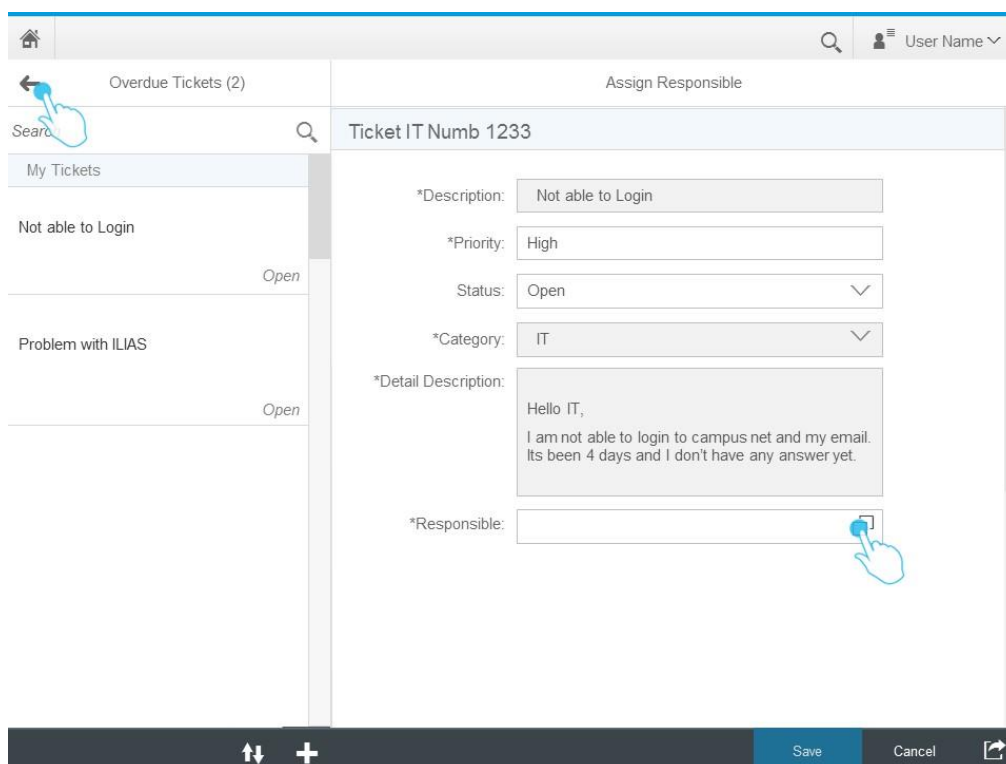 User Name
Overdue Tickets (2)
Assign Responsible
Search
Ticket IT Numb 1233
My Tickets
Not able to Login
Open
Problem with ILIAS
Open
*Description: Not able to Login
*Priority: High
Status: Open
*Category: IT
*Detail Description:
Hello IT,
I am not able to login to campus net and my email.
Its been 4 days and I don't have any answer yet.
*Responsible:
Save
Cancel